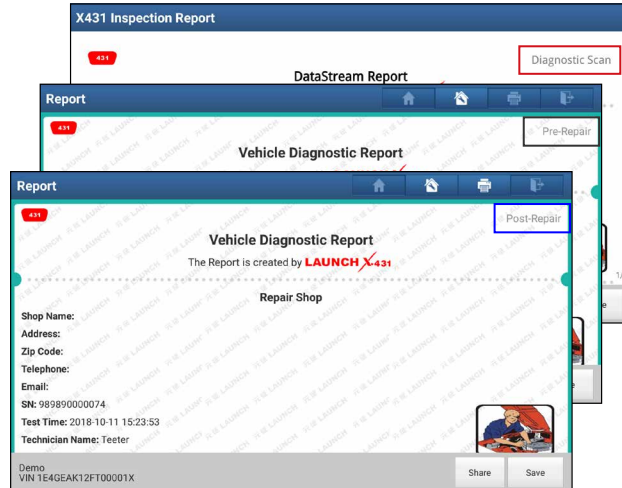 X431 Inspection Report
431
Diagnostic Scan
DataStream Report
Report
431
Pre-Repair
Vehicle Diagnostic Report
Report
431
Post-Repair
Vehicle Diagnostic Report
The Report is created by LAUNCH X-431
Repair Shop
Shop Name:
Address:
Zip Code:
Telephone:
Email:
SN: 989890000074
Test Time: 2018-10-11 15:23:53
Technician Name: Teeter
Demo
VIN 1E4GEAK12FT00001X
Share
Save